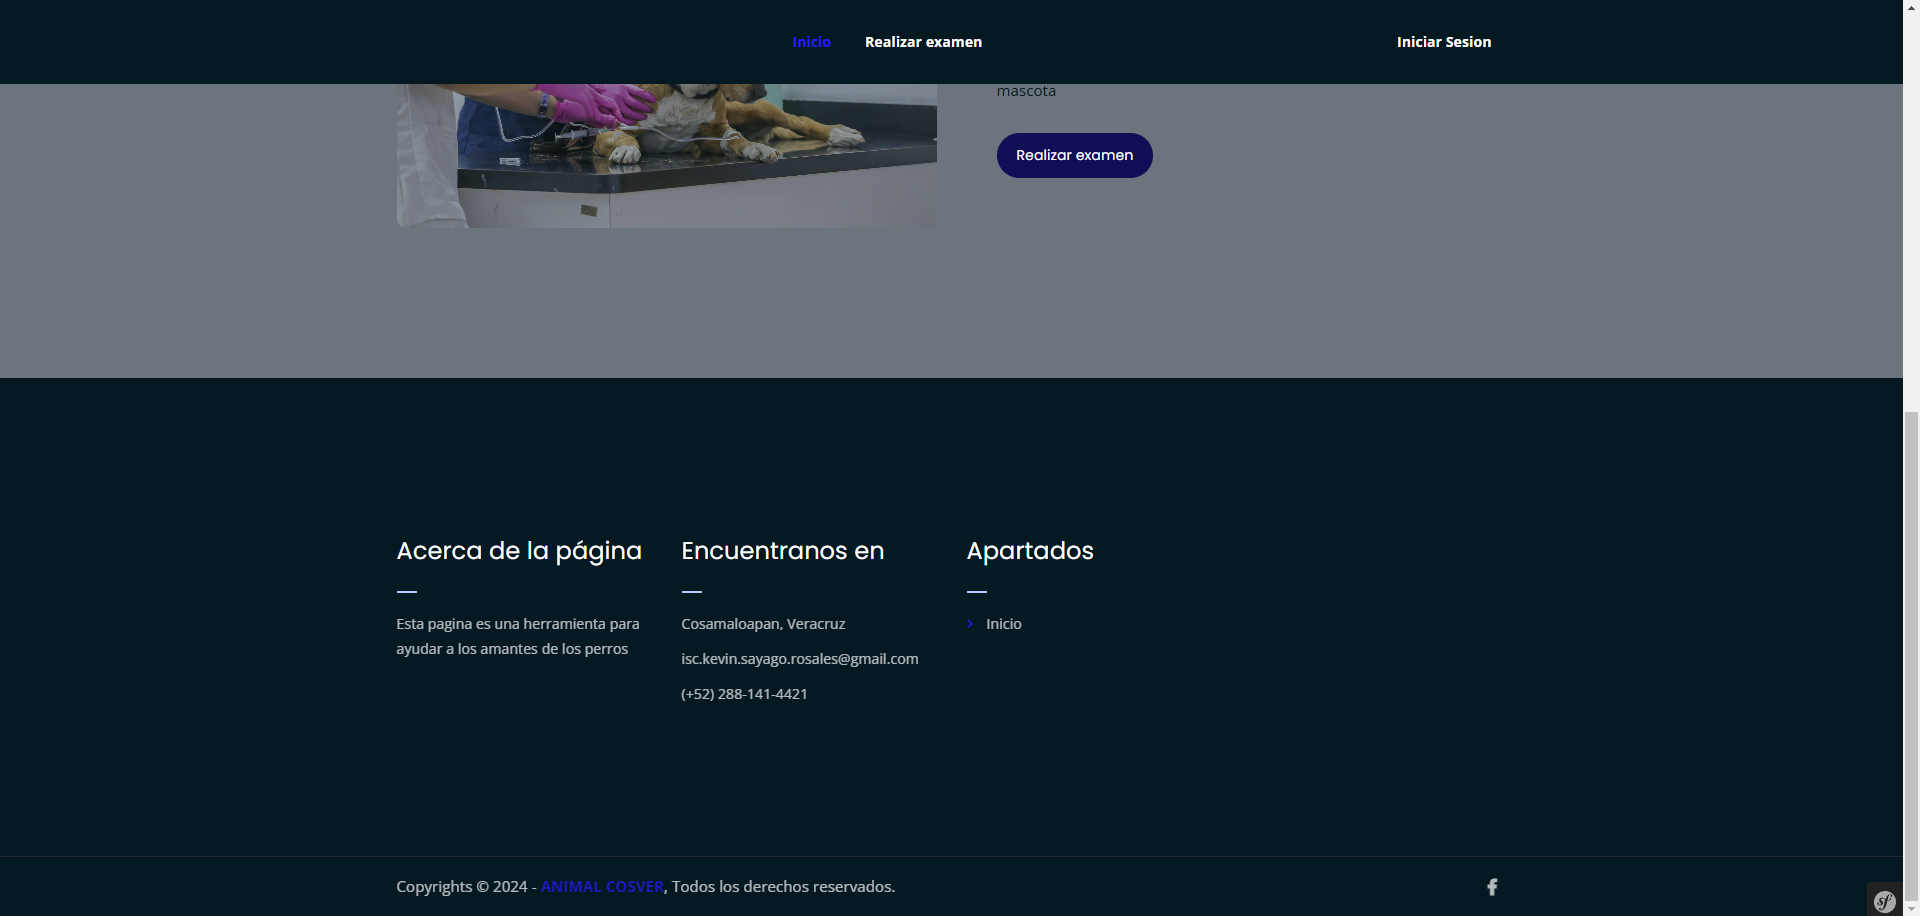 Inicio
Realizar examen
Iniciar Sesion
mascota
Realizar examen
Acerca de la página
Esta pagina es una herramienta para
ayudar a los amantes de los perros
Encuentranos en
Cosamaloapan, Veracruz
isc.kevin.sayago.rosales@gmail.com
(+52) 288-141-4421
Apartados
Inicio
Copyrights © 2024 - ANIMAL COSVER, Todos los derechos reservados.
sf